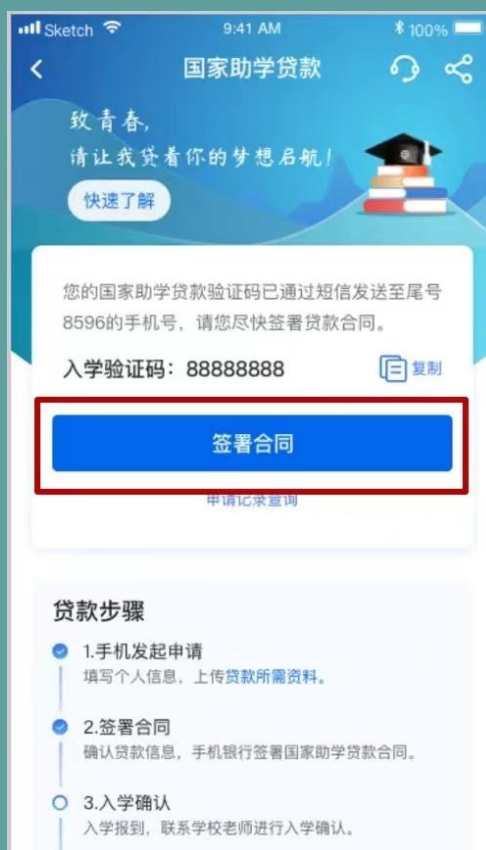 Sketch 9:41 AM 100%
国家助学贷款
致青春,
请让我贷着你的梦想启航!
快速了解
您的国家助学贷款验证码已通过短信发送至尾号
8596的手机号，请您尽快签署贷款合同。
入学验证码：88888888 复制
签署合同
申请记录查询
贷款步骤
1.手机发起申请
填写个人信息，上传贷款所需资料。
2.签署合同
确认贷款信息，手机银行签署国家助学贷款合同。
3.入学确认
入学报到，联系学校老师进行入学确认。